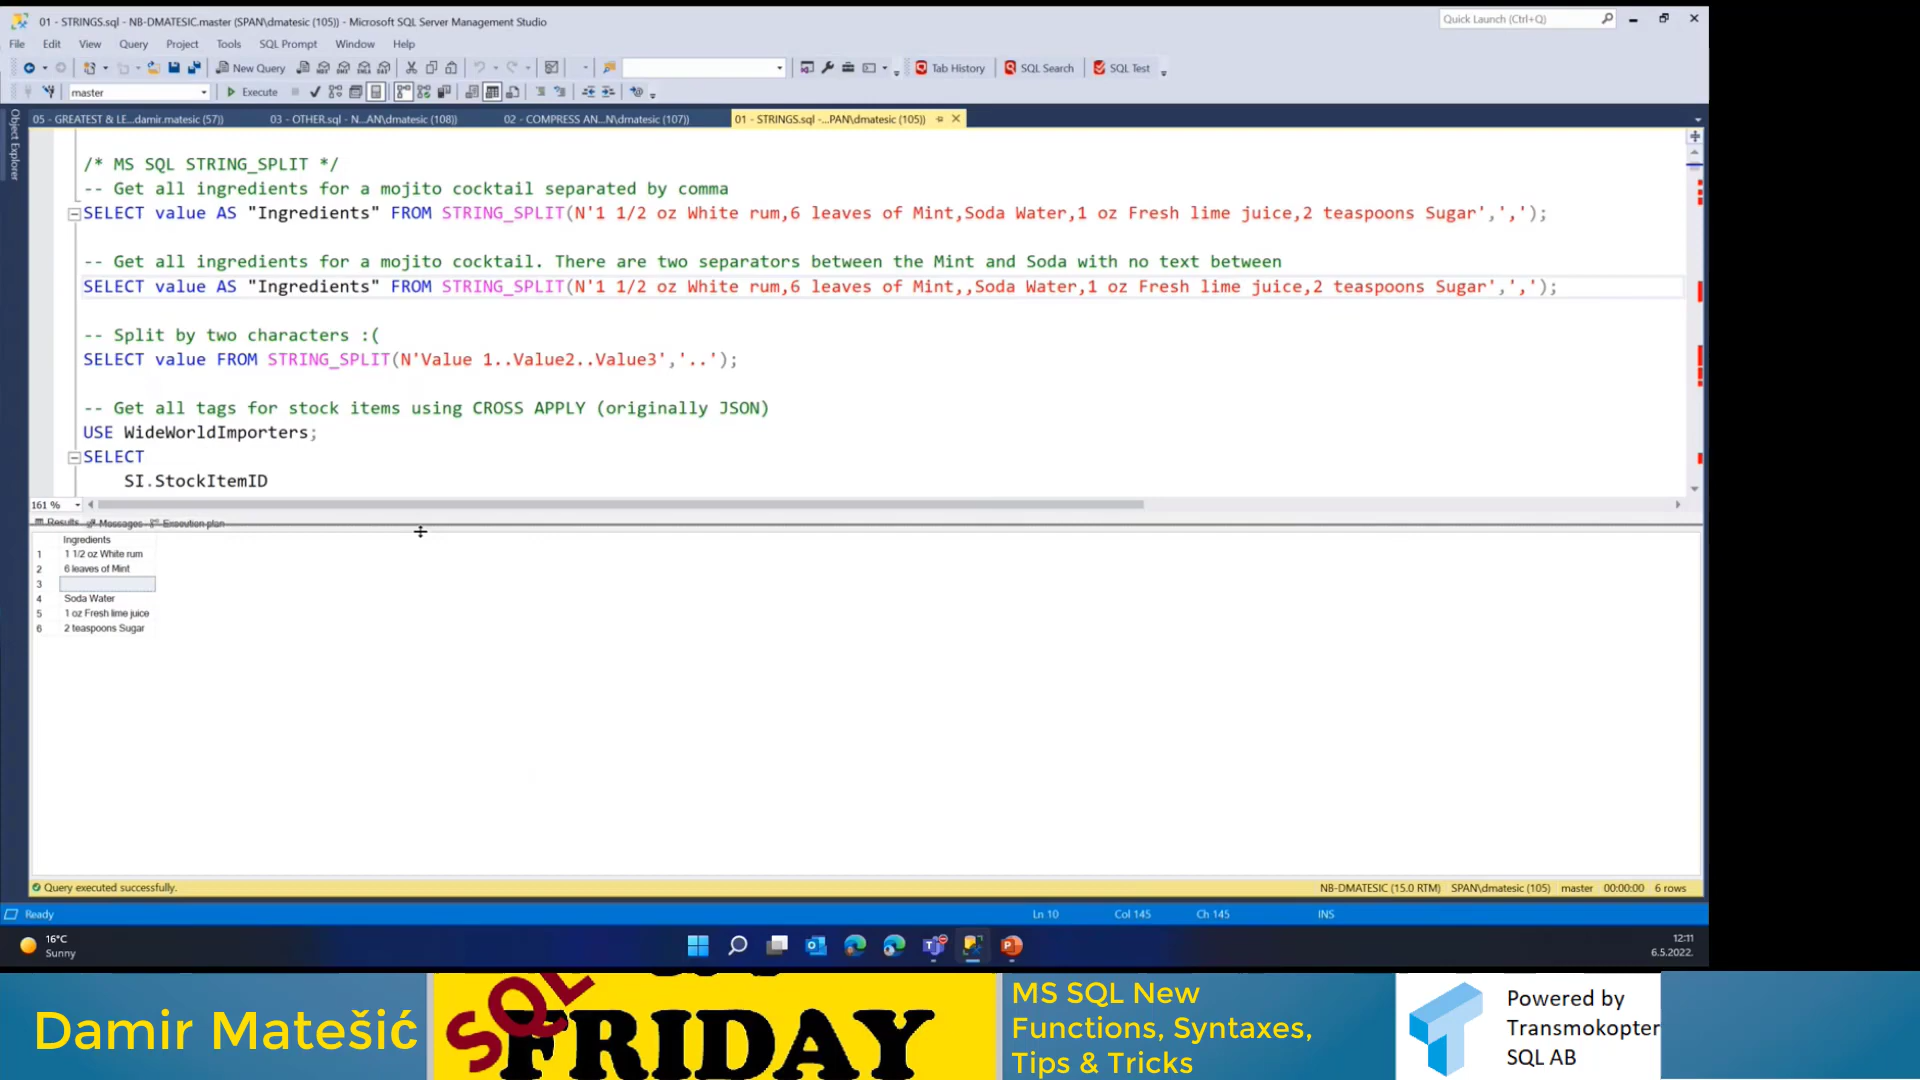 01 - STRINGS.sql - NB-DMATESIC.master (SPAN\dmatesic (105)) - Microsoft SQL Server Management Studio
Quick Launch (Ctrl+Q)
File Edit View Query Project Tools SQL Prompt Window Help
New Query Tab History SQL Search SQL Test
master Execute
05 - GREATEST & LE...damir.matesic (57)) 03 - OTHER.sql - N...AN\dmatesic (108)) 02 - COMPRESS AN...N\dmatesic (107)) 01 - STRINGS.sql -...PAN\dmatesic (105))
Object Explorer
/* MS SQL STRING_SPLIT */
-- Get all ingredients for a mojito cocktail separated by comma
SELECT value AS "Ingredients" FROM STRING_SPLIT(N'1 1/2 oz White rum,6 leaves of Mint,Soda Water,1 oz Fresh lime juice,2 teaspoons Sugar',',');
-- Get all ingredients for a mojito cocktail. There are two separators between the Mint and Soda with no text between
SELECT value AS "Ingredients" FROM STRING_SPLIT(N'1 1/2 oz White rum,6 leaves of Mint,,Soda Water,1 oz Fresh lime juice,2 teaspoons Sugar',',');
-- Split by two characters :(
SELECT value FROM STRING_SPLIT(N'Value 1..Value2..Value3','..');
-- Get all tags for stock items using CROSS APPLY (originally JSON)
USE WideWorldImporters;
SELECT
SI.StockItemID
161 %
Results Messages Execution plan
Ingredients
1 1 1/2 oz White rum
2 6 leaves of Mint
3
4 Soda Water
5 1 oz Fresh lime juice
6 2 teaspoons Sugar
Query executed successfully. NB-DMATESIC (15.0 RTM) SPAN\dmatesic (105) master 00:00:00 6 rows
Ready Ln 10 Col 145 Ch 145 INS
16°C
Sunny
12:11
6.5.2022.
Damir Matešić
SQL
FRIDAY
MS SQL New
Functions, Syntaxes,
Tips & Tricks
Powered by
Transmokopter
SQL AB